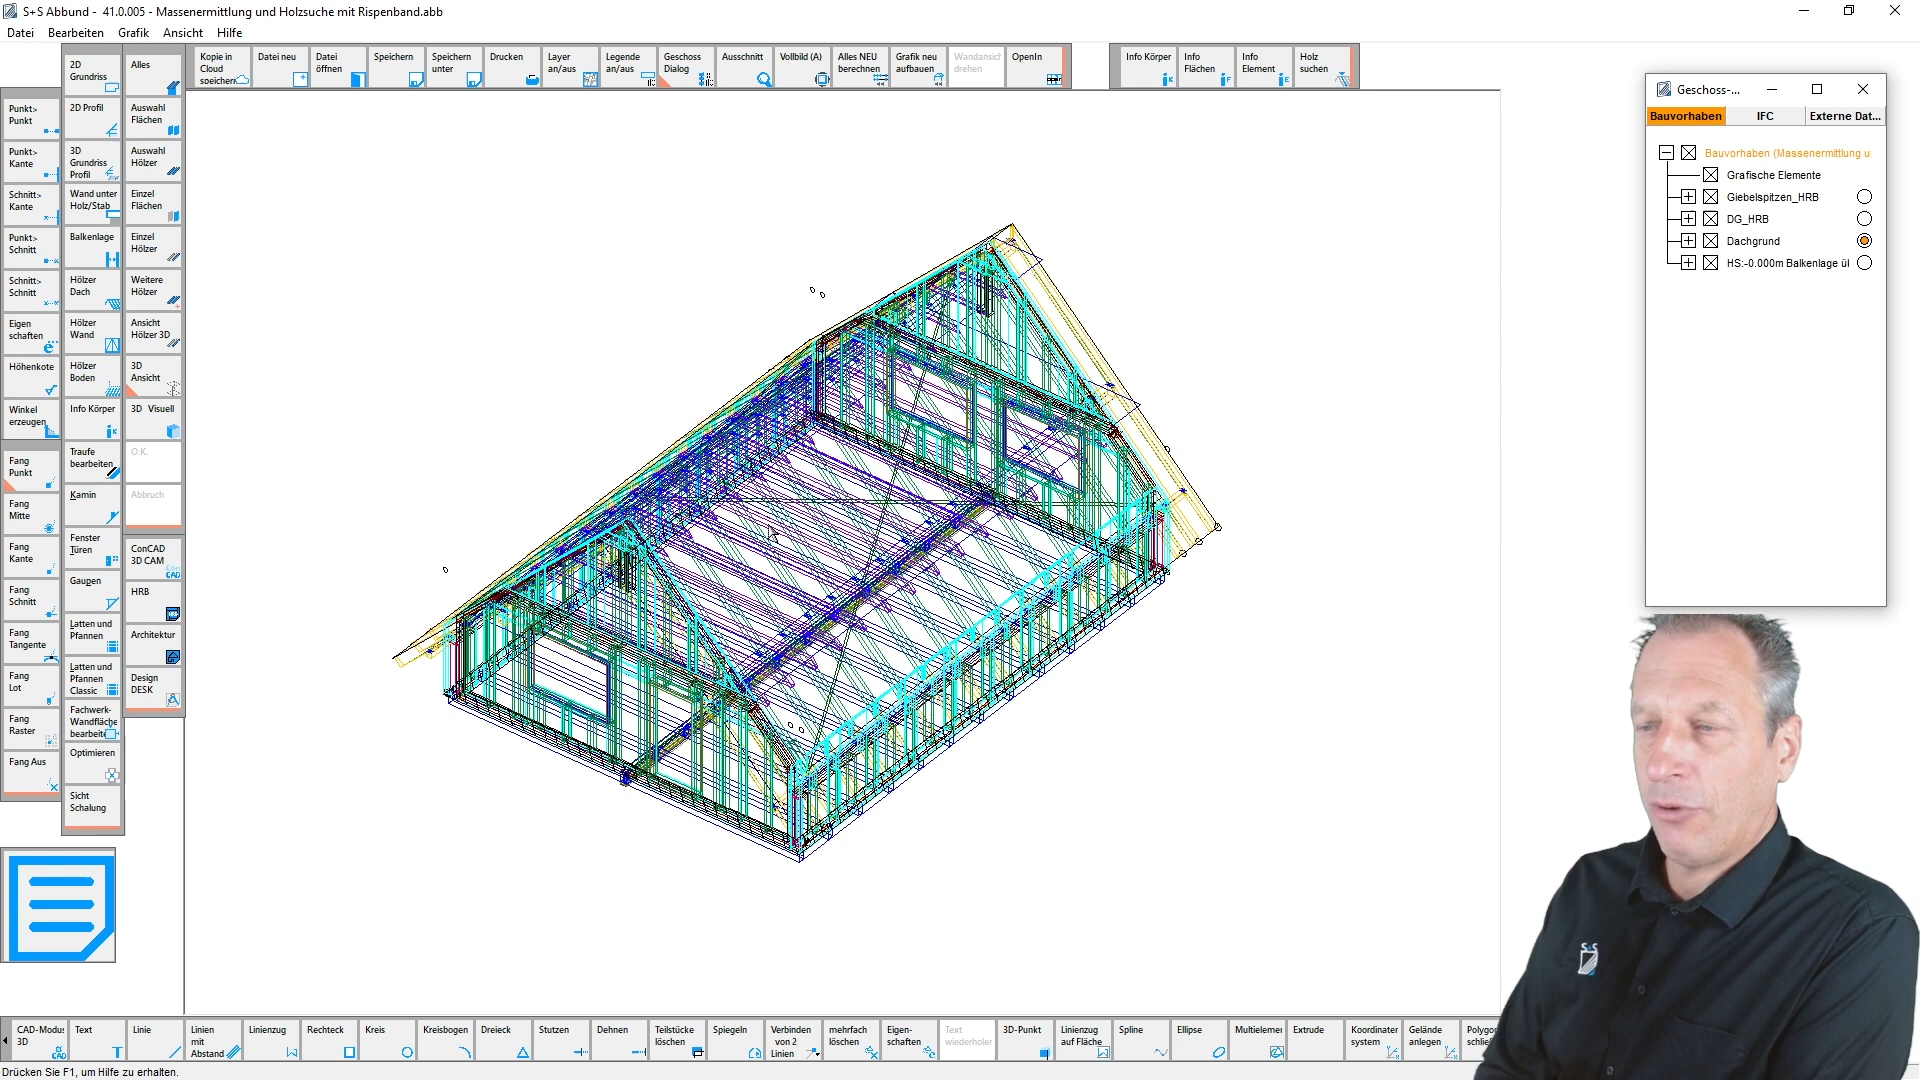 S+S Abbund - 41.0.005 - Massenermittlung und Holzsuche mit Rispenband.abb
Datei Bearbeiten Grafik Ansicht Hilfe
Kopie in Cloud speichern
Datei neu
Datei öffnen
Speichern
Speichern unter
Drucken
Layer an/aus
Legende an/aus
Geschoss Dialog
Ausschnitt
Vollbild (A)
Alles NEU berechnen
Grafik neu aufbauen
Wandansich drehen
OpenIn
Info Körper
Info Flächen
Info Element
Holz suchen
Punkt> Punkt
Punkt> Kante
Schnitt> Kante
Punkt> Schnitt
Schnitt> Schnitt
Eigen schaften
Höhenkote
Winkel erzeugen
Fang Punkt
Fang Mitte
Fang Kante
Fang Schnitt
Fang Tangente
Fang Lot
Fang Raster
Fang Aus
2D Grundriss
2D Profil
3D Grundriss Profil
Wand unter Holz/Stab
Balkenlage
Hölzer Dach
Hölzer Wand
Hölzer Boden
Info Körper
Traufe bearbeiten
Kamin
Fenster Türen
Gaupen
Latten und Pfannen
Latten und Pfannen Classic
Fachwerk- Wandfläche bearbeite
Optimieren
Sicht Schalung
Alles
Auswahl Flächen
Auswahl Hölzer
Einzel Flächen
Einzel Hölzer
Weitere Hölzer
Ansicht Hölzer 3D
3D Ansicht
3D Visuell
O.K.
Abbruch
ConCAD 3D CAM
HRB
Architektur
Design DESK
Geschoss-...
Bauvorhaben IFC Externe Dat...
Bauvorhaben (Massenermittlung u
Grafische Elemente
Giebelspitzen_HRB
DG_HRB
Dachgrund
HS:-0.000m Balkenlage ül
S+S
CAD-Modus 3D
Text
Linie
Linien mit Abstand
Linienzug
Rechteck
Kreis
Kreisbogen
Dreieck
Stutzen
Dehnen
Teilstücke löschen
Spiegeln
Verbinden von 2 Linien
mehrfach löschen
Eigen- schaften
Text wiederholen
3D-Punkt
Linienzug auf Fläche
Spline
Ellipse
Multielemen
Extrude
Koordinaten system
Gelände anlegen
Polygon schließ
Drücken Sie F1, um Hilfe zu erhalten.